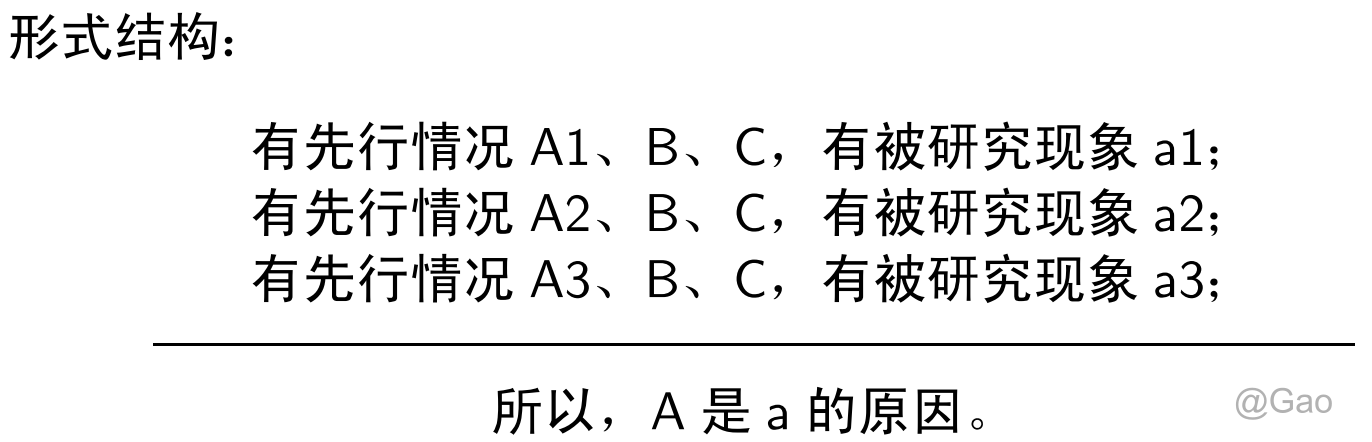 形式结构:
有先行情况 A1、B、C，有被研究现象 a1;
有先行情况 A2、B、C，有被研究现象 a2;
有先行情况 A3、B、C，有被研究现象 a3;
所以，A 是 a 的原因。
@Gao